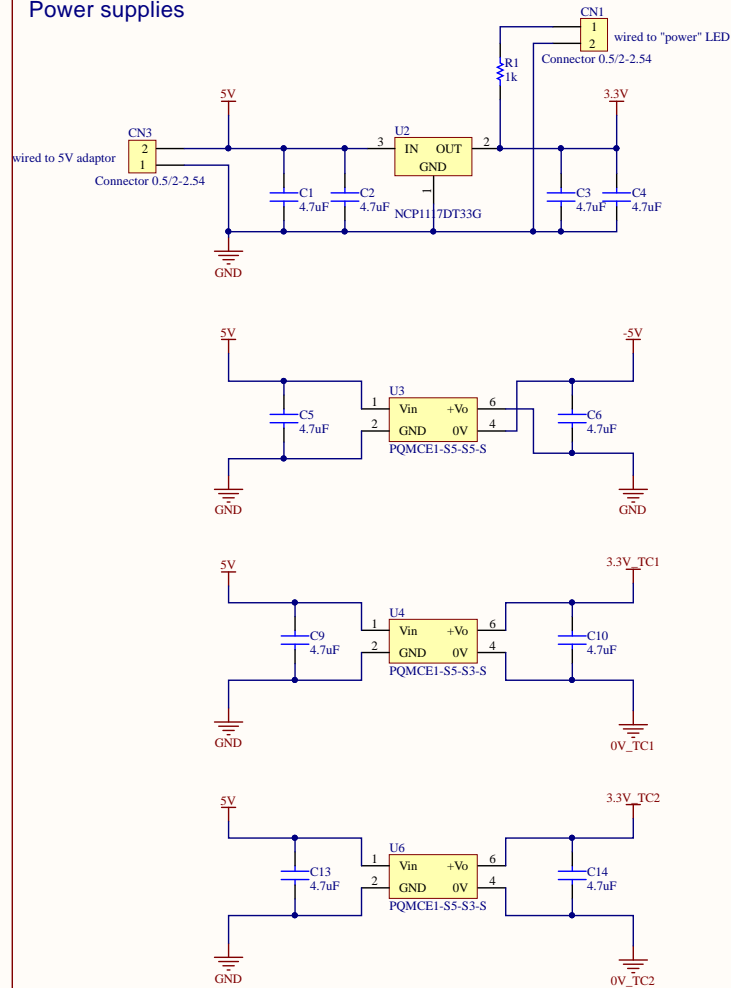 Power supplies
CN1
1
2
wired to "power" LED
Connector 0.5/2-2.54
R1
1k
5V
3.3V
CN3
2
1
wired to 5V adaptor
Connector 0.5/2-2.54
U2
3 IN OUT 2
GND
1
NCP1117DT33G
C1
4.7uF
C2
4.7uF
C3
4.7uF
C4
4.7uF
GND
5V
-5V
U3
1 Vin +Vo 6
2 GND 0V 4
PQMCE1-S5-S5-S
C5
4.7uF
C6
4.7uF
GND
GND
5V
3.3V_TC1
U4
1 Vin +Vo 6
2 GND 0V 4
PQMCE1-S5-S3-S
C9
4.7uF
C10
4.7uF
GND
0V_TC1
5V
3.3V_TC2
U6
1 Vin +Vo 6
2 GND 0V 4
PQMCE1-S5-S3-S
C13
4.7uF
C14
4.7uF
GND
0V_TC2